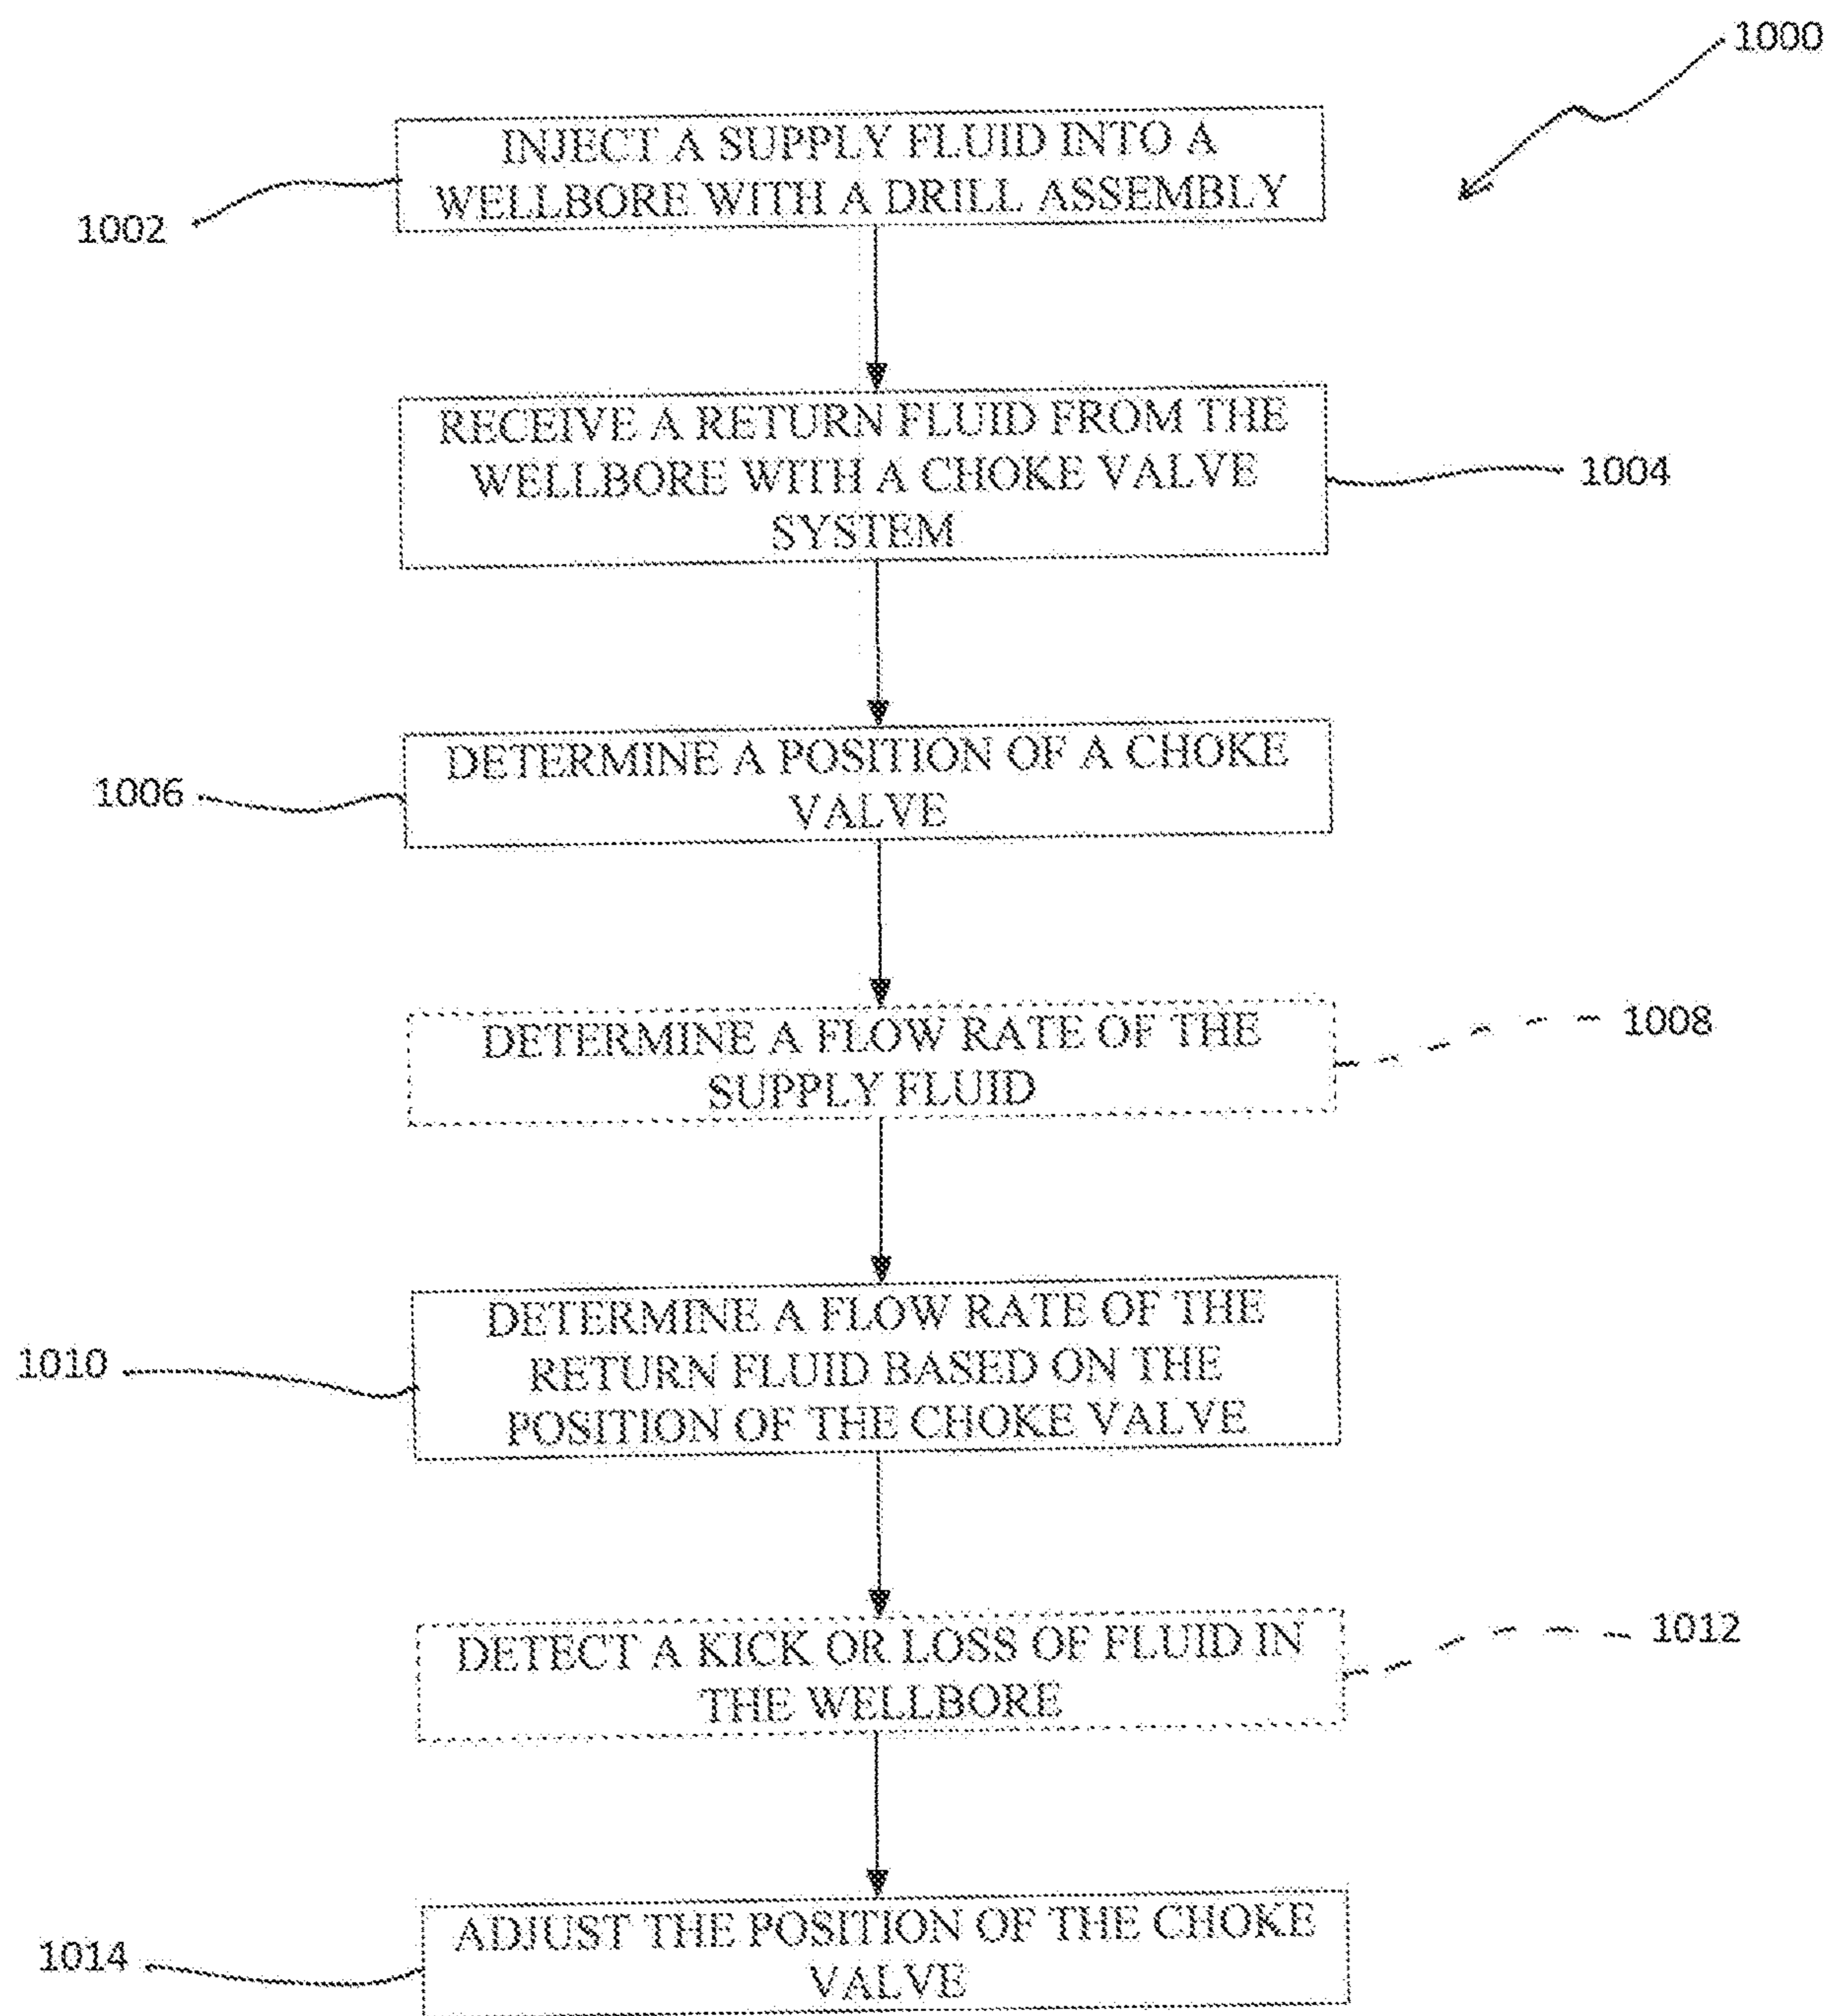 1000
INJECT A SUPPLY FLUID INTO A
WELLBORE WITH A DRILL ASSEMBLY
1002
RECEIVE A RETURN FLUID FROM THE
WELLBORE WITH A CHOKE VALVE
SYSTEM
1004
DETERMINE A POSITION OF A CHOKE
VALVE
1006
DETERMINE A FLOW RATE OF THE
SUPPLY FLUID
1008
DETERMINE A FLOW RATE OF THE
RETURN FLUID BASED ON THE
POSITION OF THE CHOKE VALVE
1010
DETECT A KICK OR LOSS OF FLUID IN
THE WELLBORE
1012
ADJUST THE POSITION OF THE CHOKE
VALVE
1014